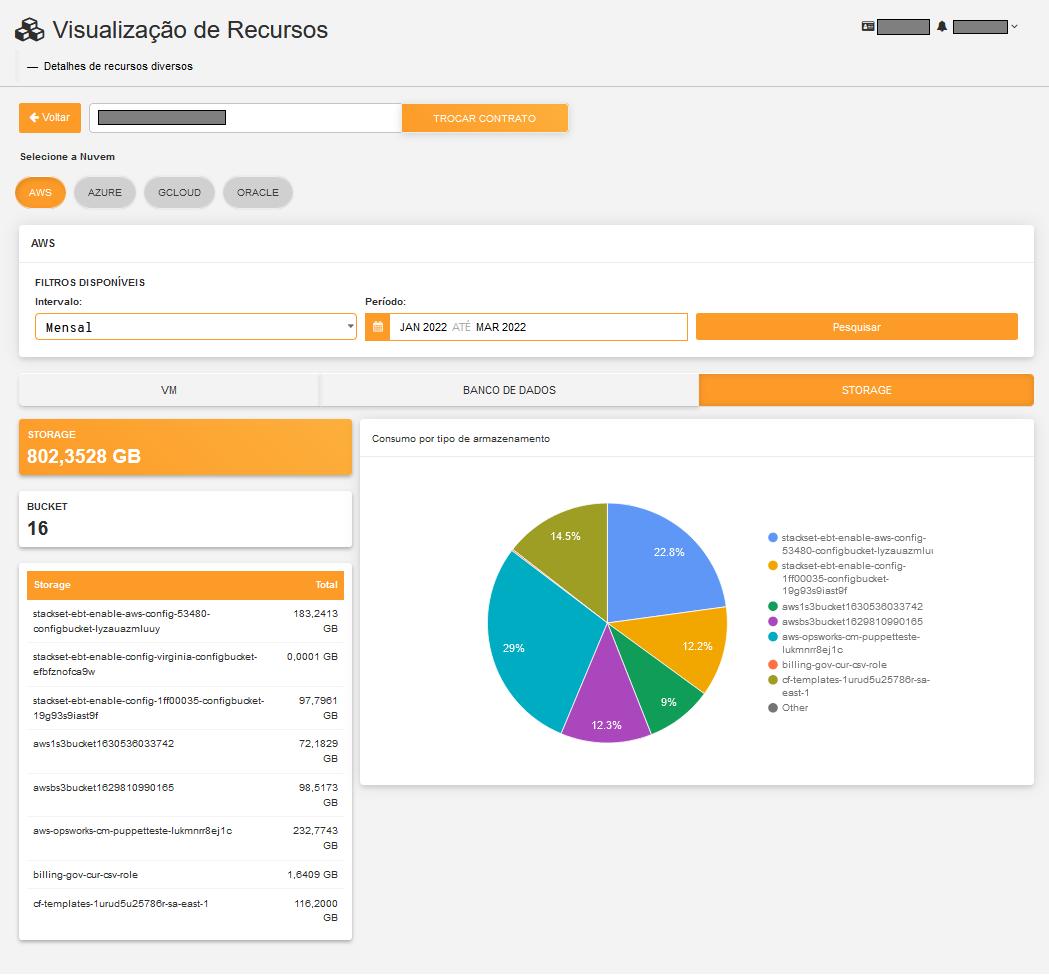 Visualização de Recursos
— Detalhes de recursos diversos
Voltar
TROCAR CONTRATO
Selecione a Nuvem
AWS
AZURE
GCLOUD
ORACLE
AWS
FILTROS DISPONÍVEIS
Intervalo:
Período:
Mensal
JAN 2022 ATÉ MAR 2022
Pesquisar
VM
BANCO DE DADOS
STORAGE
STORAGE
802,3528 GB
BUCKET
16
Storage Total
stackset-ebt-enable-aws-config-53480- 183,2413
configbucket-lyzauazmluuy GB
stackset-ebt-enable-config-virginia-configbucket- 0,0001 GB
efbfznofca9w
stackset-ebt-enable-config-1ff00035-configbucket- 97,7961
19g93s9iast9f GB
aws1s3bucket1630536033742 72,1829
GB
awsbs3bucket1629810990165 98,5173
GB
aws-opsworks-cm-puppetteste-lukmnrr8ej1c 232,7743
GB
billing-gov-cur-csv-role 1,6409 GB
cf-templates-1urud5u25786r-sa-east-1 116,2000
GB
Consumo por tipo de armazenamento
14.5%
22.8%
29%
12.2%
9%
12.3%
stackset-ebt-enable-aws-config-
53480-configbucket-lyzauazmluu
stackset-ebt-enable-config-
1ff00035-configbucket-
19g93s9iast9f
aws1s3bucket1630536033742
awsbs3bucket1629810990165
aws-opsworks-cm-puppetteste-
lukmnrr8ej1c
billing-gov-cur-csv-role
cf-templates-1urud5u25786r-sa-
east-1
Other